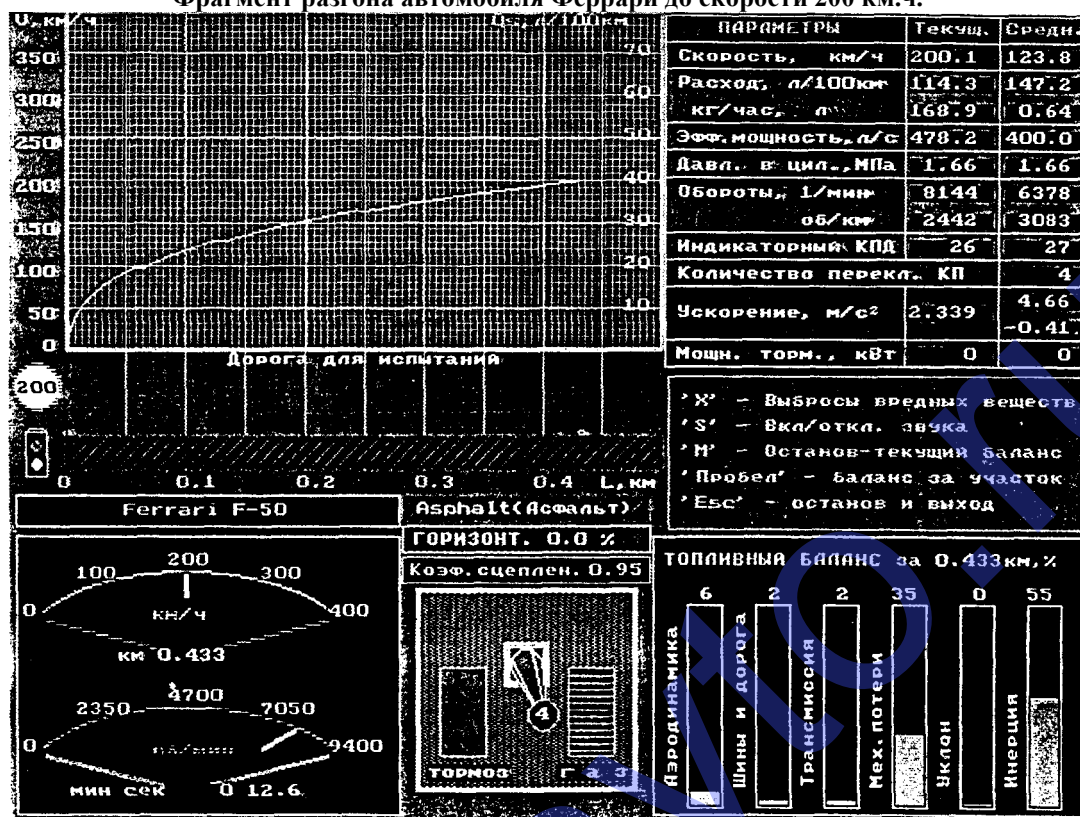 Фрагмент разгона автомобиля Феррари до скорости 200 км.ч.
V, км/ч Qs, л/100км
350
300
250
200
150
100
50
0
70
60
50
40
30
20
10
Дорога для испытаний
200
0 0.1 0.2 0.3 0.4 L, км
ПАРАМЕТРЫ Текущ. Средн.
Скорость, км/ч 200.1 123.8
Расход, л/100км 114.3 147.2
кг/час, л 168.9 0.64
Эфф.мощность,л/с 478.2 400.0
Давл. в цил.,МПа 1.66 1.66
Обороты, 1/мин 8144 6378
об/км 2442 3083
Индикаторный КПД 26 27
Количество перекл. КП 4
Ускорение, м/с² 2.339 4.66
-0.41
Мощн. торм., кВт 0 0
'X' - Выбросы вредных веществ
'S' - Вкл/откл. звука
'M' - Останов-текущий баланс
'Пробел' - баланс за участок
'Esc' - останов и выход
Ferrari F-50
Asphalt(Асфальт)
ГОРИЗОНТ. 0.0 %
Коэф.сцеплен. 0.95
0 100 200 300 400
км/ч
км 0.433
0 2350 4700 7050 9400
мин сек 0 12.6
4
тормоз газ
ТОПЛИВНЫЙ БАЛАНС за 0.433км,%
6 2 2 35 0 55
Аэродинамика
Шины и дорога
Трансмиссия
Мех.потери
Уклон
Инерция